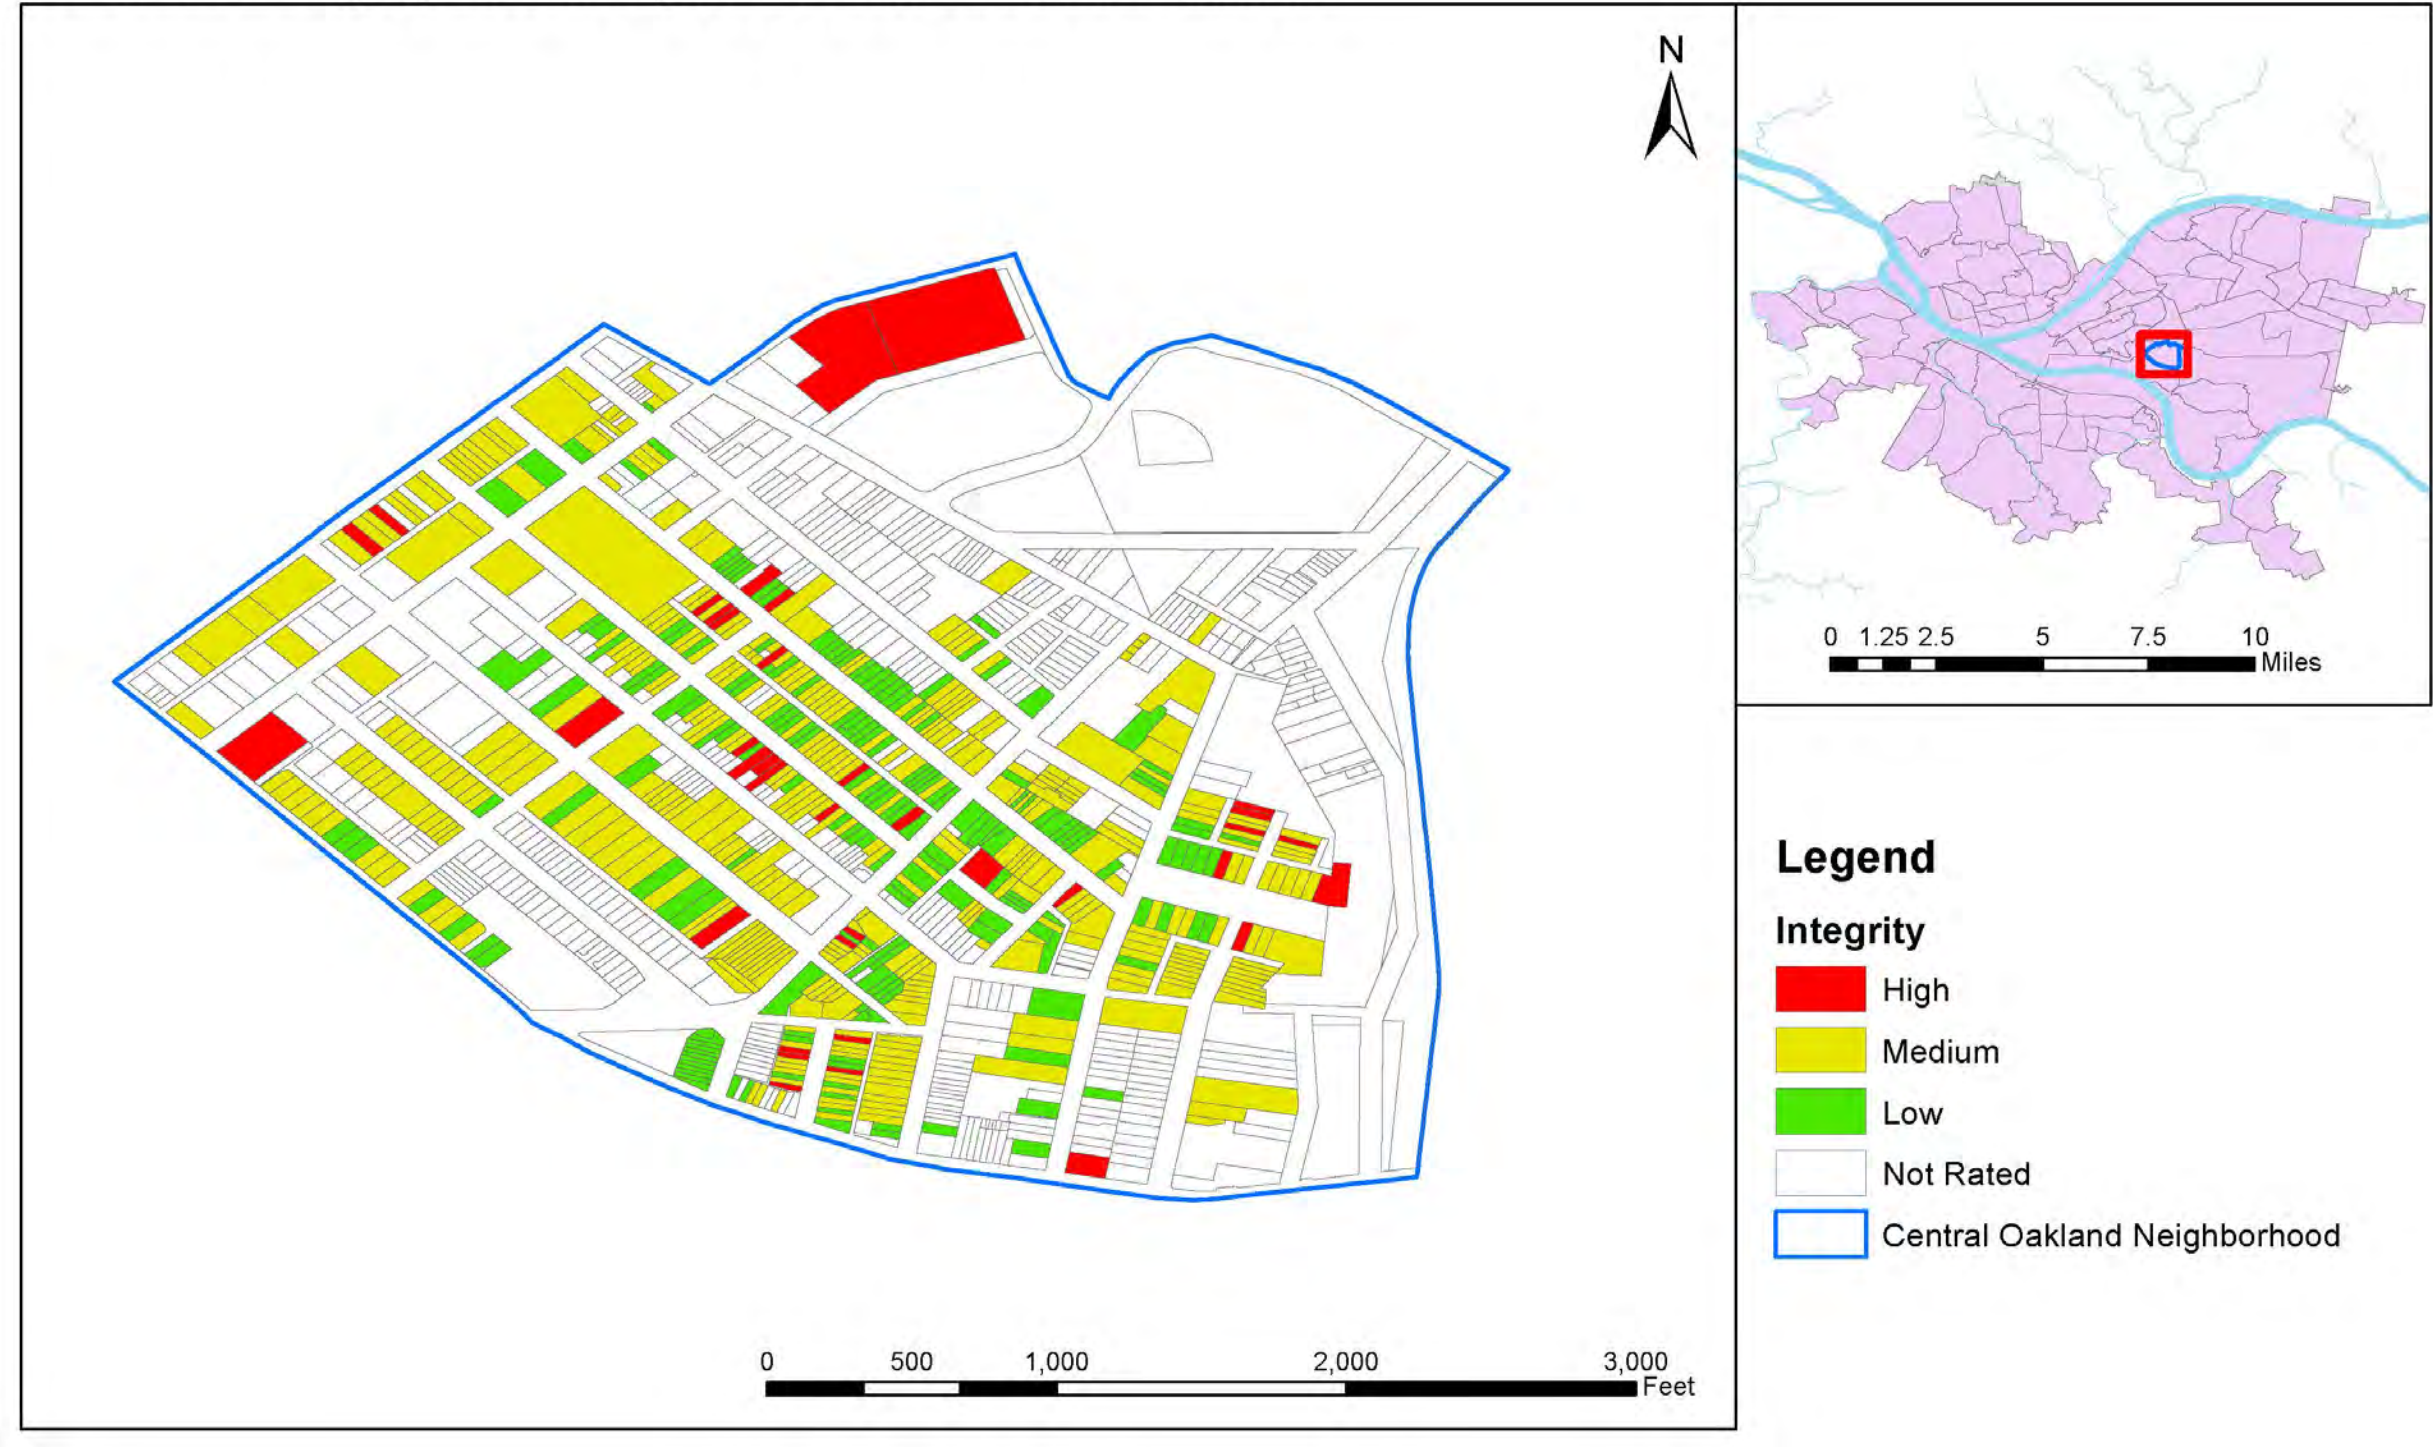 N
0 500 1,000 2,000 3,000
Feet
0 1.25 2.5 5 7.5 10
Miles
Legend
Integrity
High
Medium
Low
Not Rated
Central Oakland Neighborhood